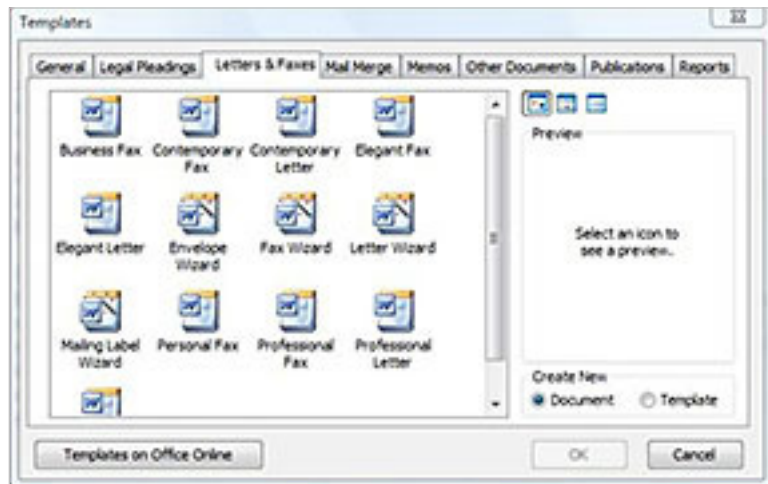 Templates
General Legal Pleadings Letters & Faxes Mail Merge Memos Other Documents Publications Reports
Business Fax
Contemporary
Fax
Contemporary
Letter
Elegant Fax
Elegant Letter
Envelope
Wizard
Fax Wizard
Letter Wizard
Mailing Label
Wizard
Personal Fax
Professional
Fax
Professional
Letter
Preview
Select an icon to
see a preview.
Create New
Document Template
Templates on Office Online
OK Cancel